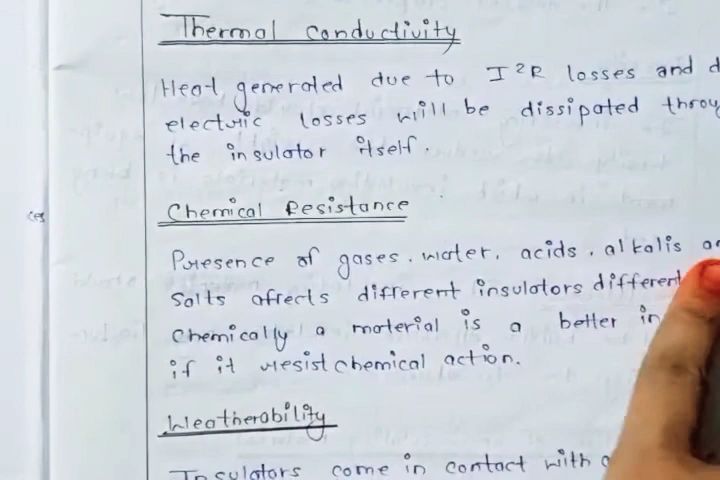 Thermal conductivity
Heat generated due to I²R losses and d
electric losses will be dissipated throu
the insulator itself.
Chemical Resistance
Presence of gases, water, acids, alkalis a
salts affects different insulators different
chemically a material is a better in
if it resist chemical action.
Weatherability
Insulators come in contact with